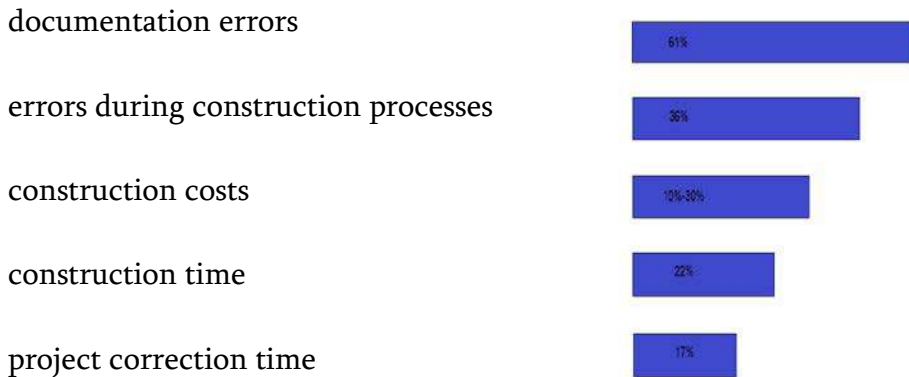 documentation errors
61%
errors during construction processes
36%
construction costs
10%-30%
construction time
22%
project correction time
17%